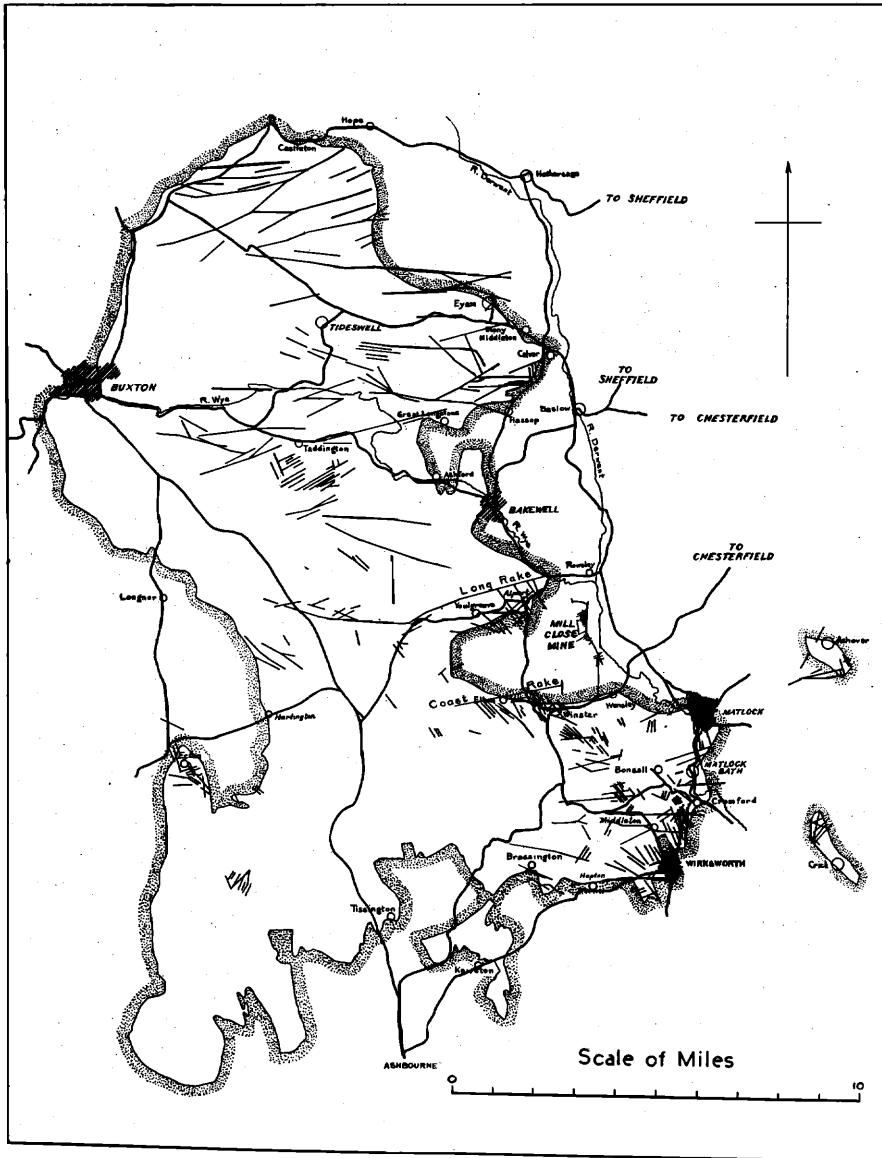 Hope
Castleton
Hathersage
R. Derwent
TO SHEFFIELD
Eyam
TIDESWELL
Stony
Middleton
Calver
BUXTON
R. Wye
TO
SHEFFIELD
Great Longstone
Hassop
Baslow
TO CHESTERFIELD
Taddington
R. Derwent
Ashford
BAKEWELL
R. Wye
TO
CHESTERFIELD
Long Rake
Rowsley
Longnor
Youlgreave
MILL
CLOSE
MINE
Ashover
Coast
Rake
Wensley
Hartington
Winster
MATLOCK
Bonsall
MATLOCK
BATH
Cromford
Middleton
Brassington
WIRKSWORTH
Hopton
Crich
Tissington
ASHBOURNE
Scale of Miles
0
10